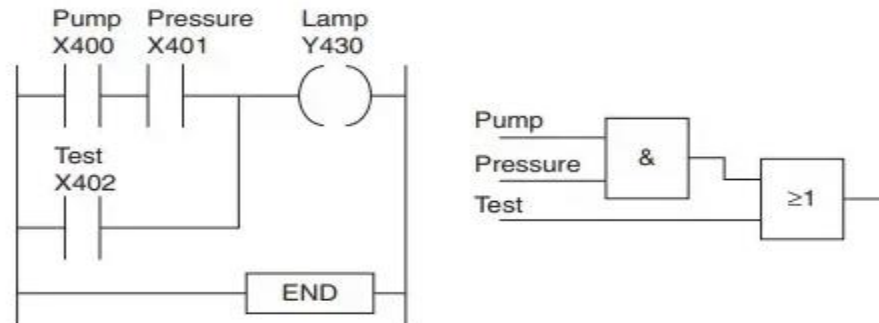 Pump Pressure Lamp
X400 X401 Y430
Test
X402
END
Pump
Pressure
Test
&
≥1